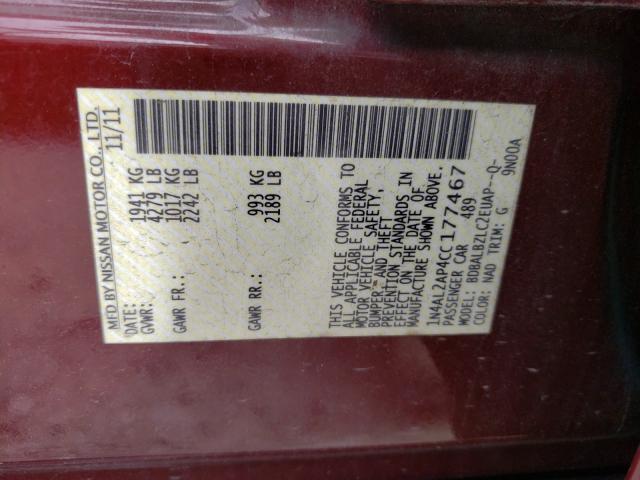 MFD BY NISSAN MOTOR CO., LTD.
DATE: 11/11
GVWR: 1941 KG
4279 LB
GAWR FR: 1017 KG
2242 LB
GAWR RR: 993 KG
2189 LB
THIS VEHICLE CONFORMS TO
ALL APPLICABLE FEDERAL
MOTOR VEHICLE SAFETY,
BUMPER AND THEFT
PREVENTION STANDARDS IN
EFFECT ON THE DATE OF
MANUFACTURE SHOWN ABOVE.
1N4AL2AP4CC177467
PASSENGER CAR 489
MODEL: BDBALBZLC2EUAP--Q-
COLOR: NAD TRIM: G 9N00A